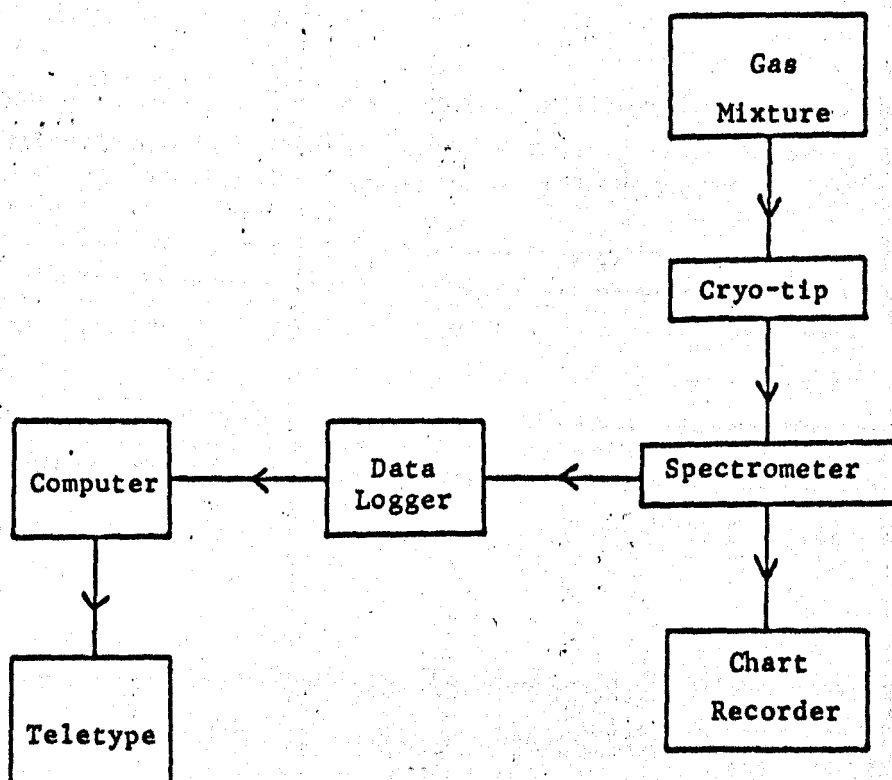 Gas
Mixture
Cryo-tip
Spectrometer
Data
Logger
Computer
Chart
Recorder
Teletype